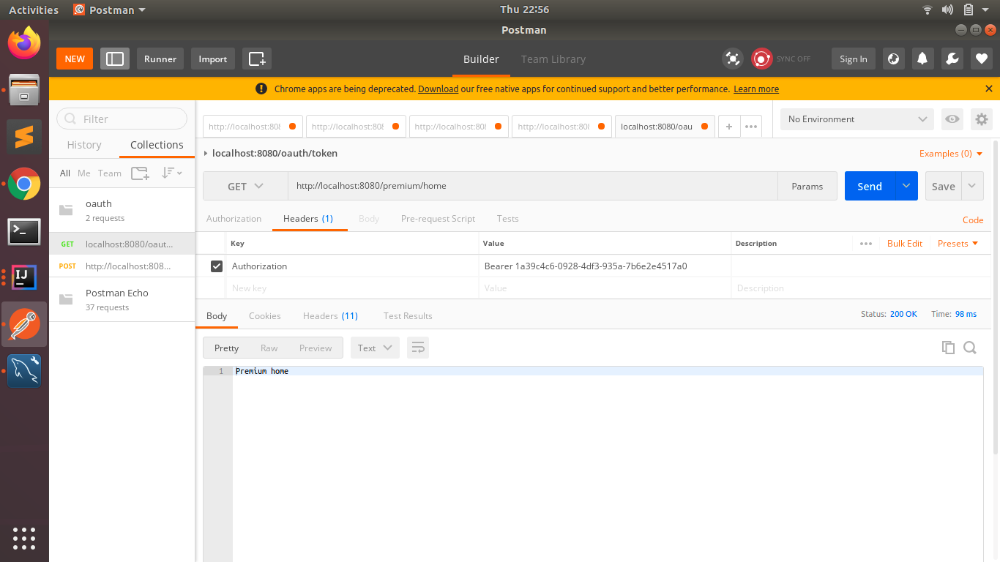 Activities Postman Thu 22:56
Postman
NEW Runner Import Builder Team Library SYNC OFF Sign In
Chrome apps are being deprecated. Download our free native apps for continued support and better performance. Learn more
Filter
History Collections
All Me Team
oauth
2 requests
GET localhost:8080/oaut...
POST http://localhost:808...
Postman Echo
37 requests
http://localhost:808 http://localhost:808 http://localhost:808 http://localhost:808 localhost:8080/oau + ••• No Environment
localhost:8080/oauth/token Examples (0)
GET http://localhost:8080/premium/home Params Send Save
Authorization Headers (1) Body Pre-request Script Tests Code
Key Value Description ••• Bulk Edit Presets
Authorization Bearer 1a39c4c6-0928-4df3-935a-7b6e2e4517a0
New key Value Description
Body Cookies Headers (11) Test Results Status: 200 OK Time: 98 ms
Pretty Raw Preview Text
1 Premium home
IJ